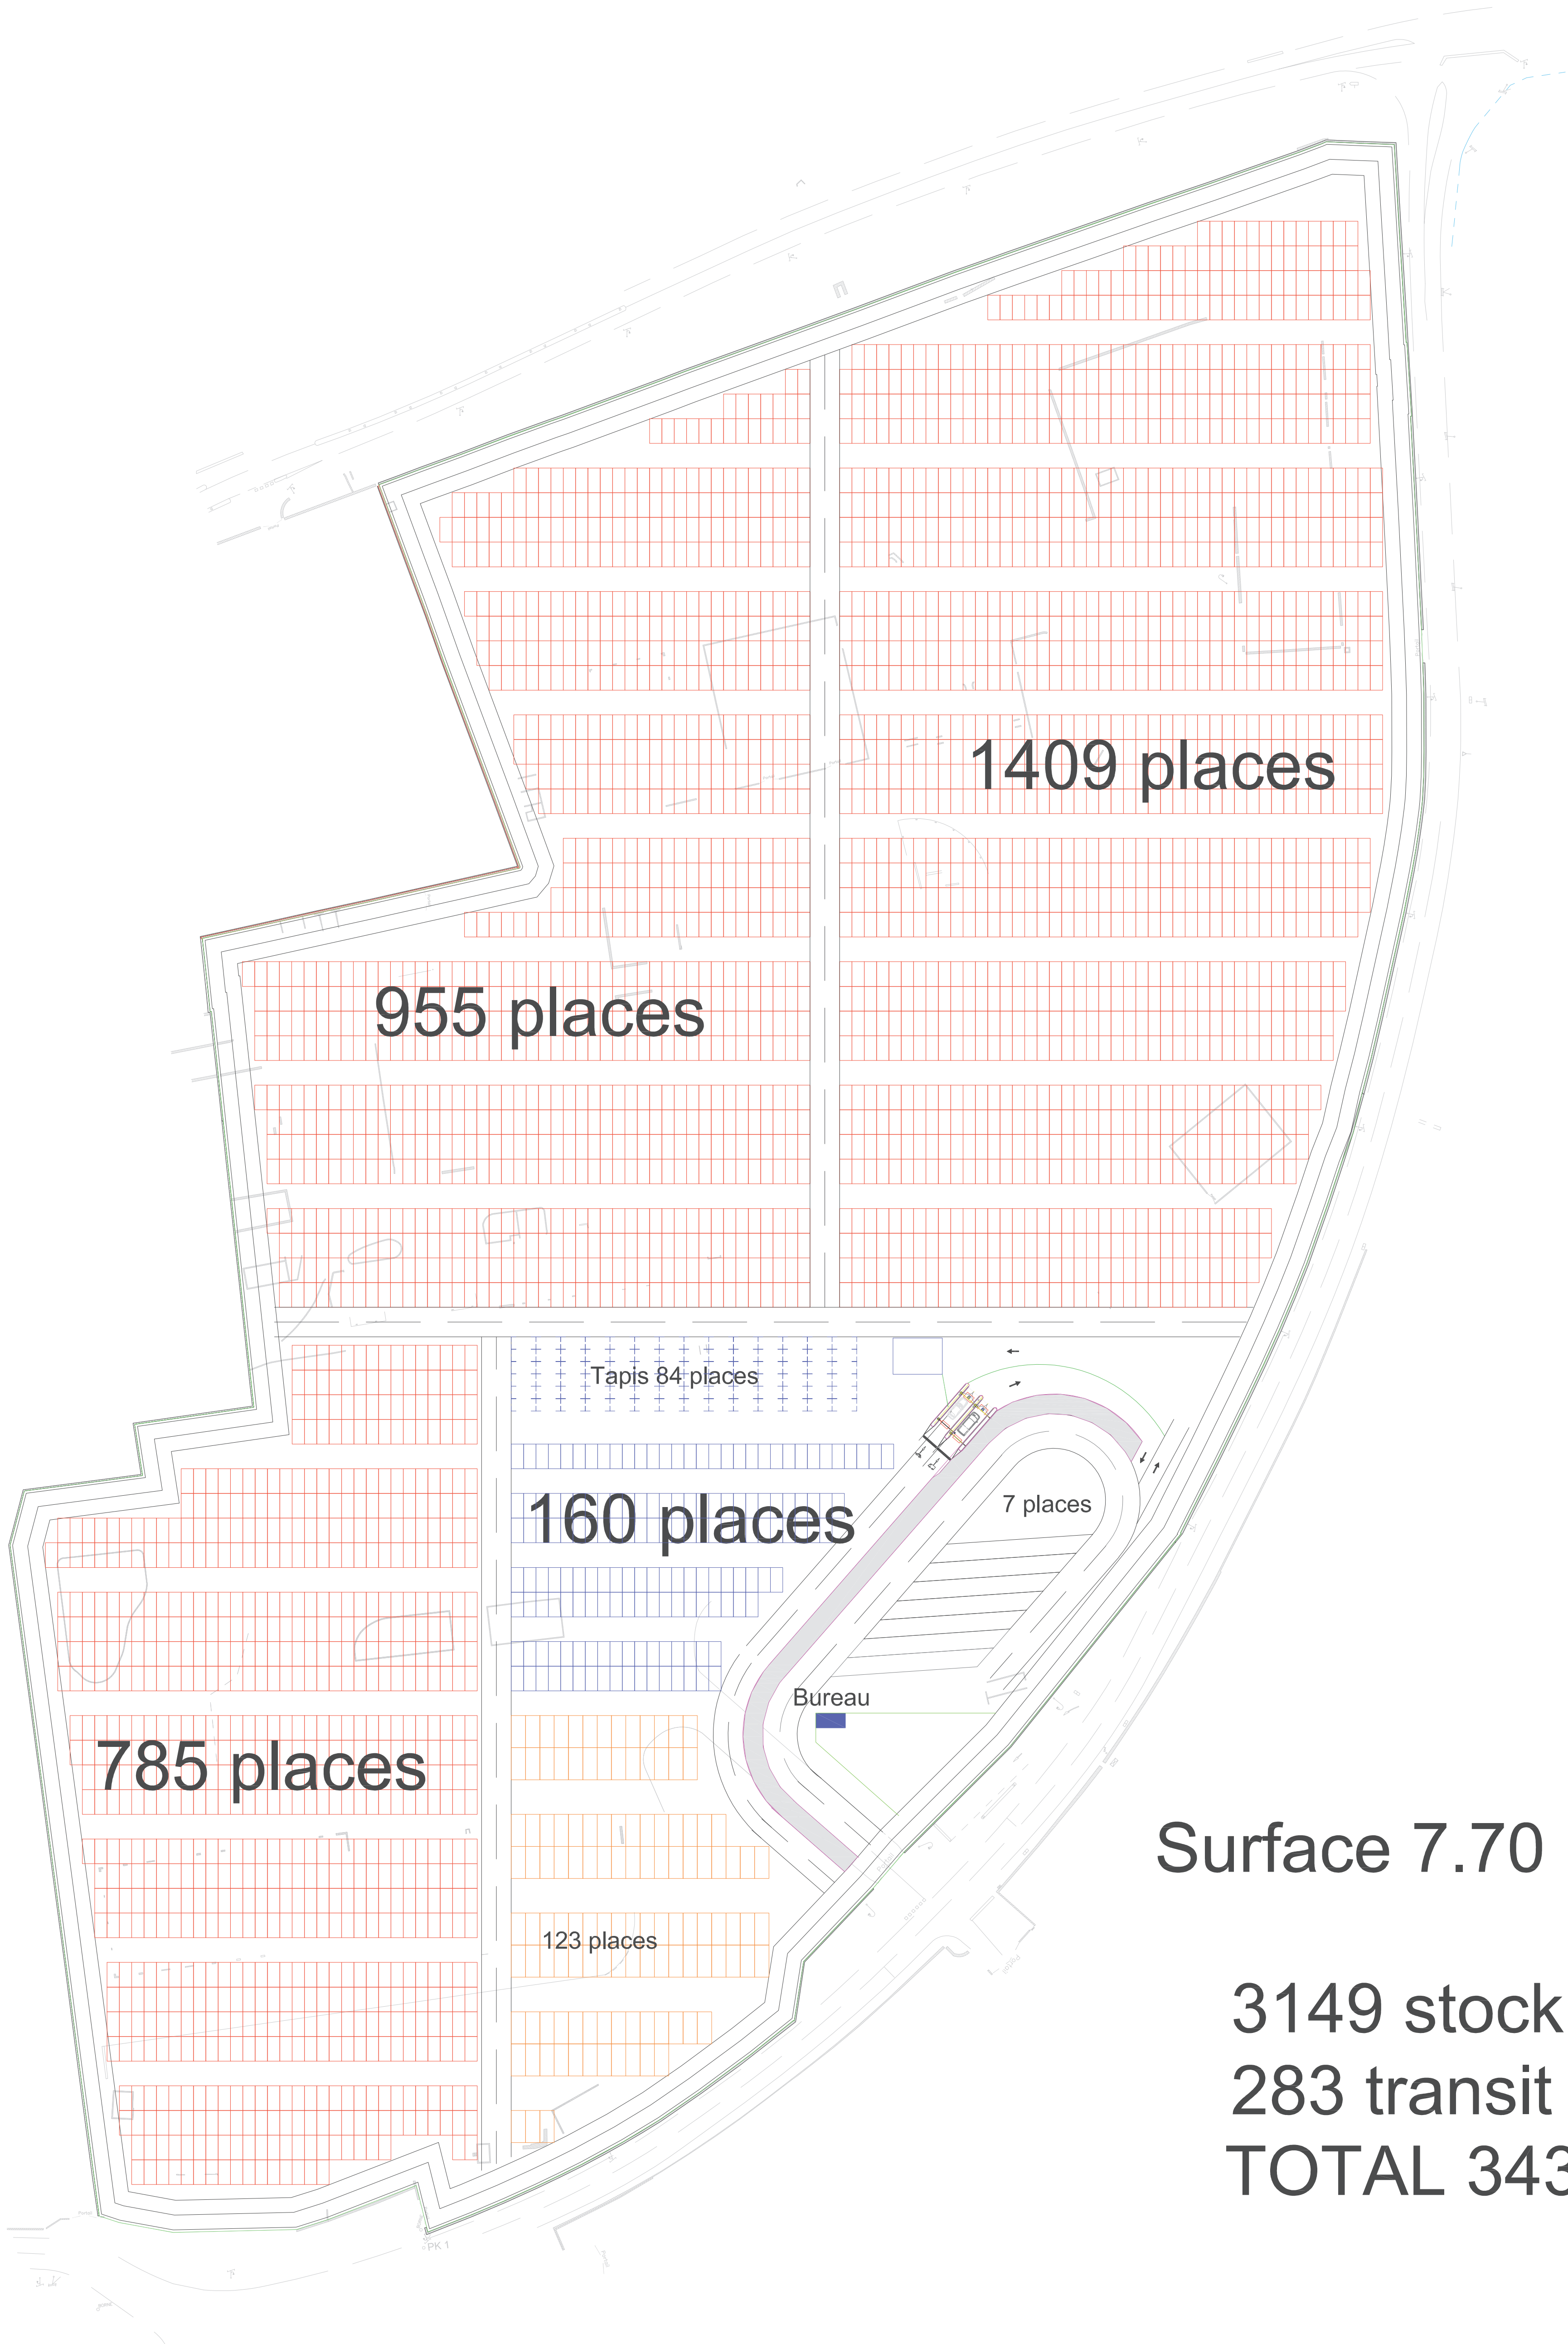 1409 places
955 places
Tapis 84 places
160 places
7 places
Bureau
785 places
123 places
Surface 7.70
3149 stock
283 transit
TOTAL 343
PK 1